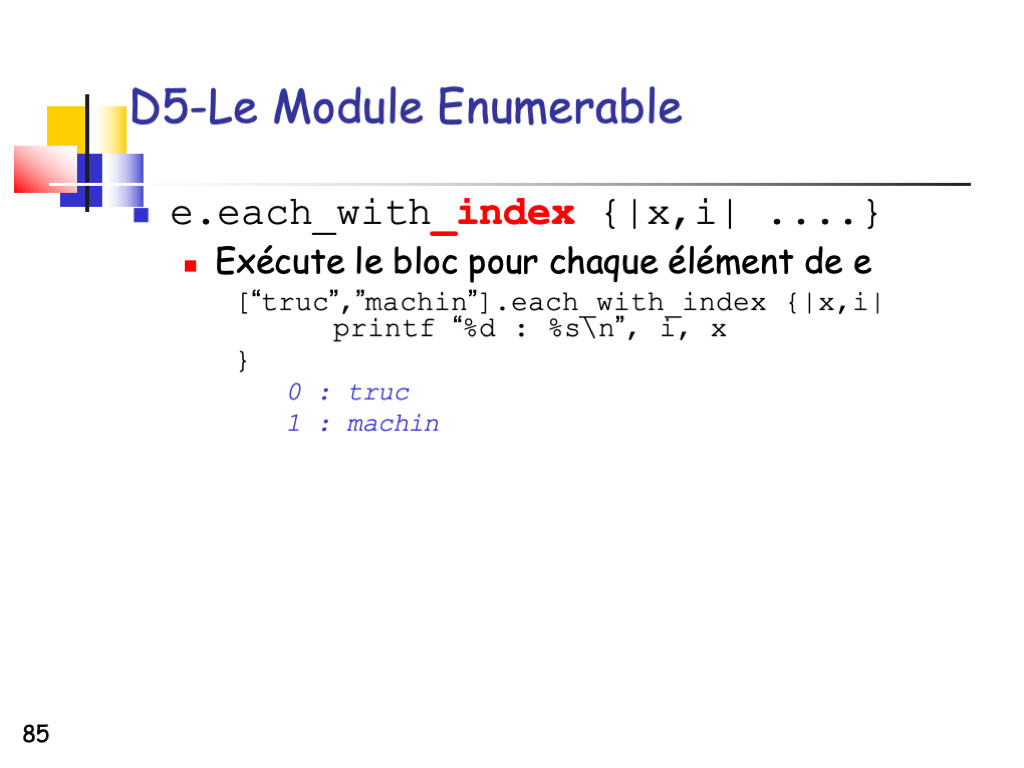 D5-Le Module Enumerable
e.each_with_index {|x,i| ....}
Exécute le bloc pour chaque élément de e
[“truc”,”machin”].each_with_index {|x,i|
printf “%d : %s\n”, i, x
}
0 : truc
1 : machin
85